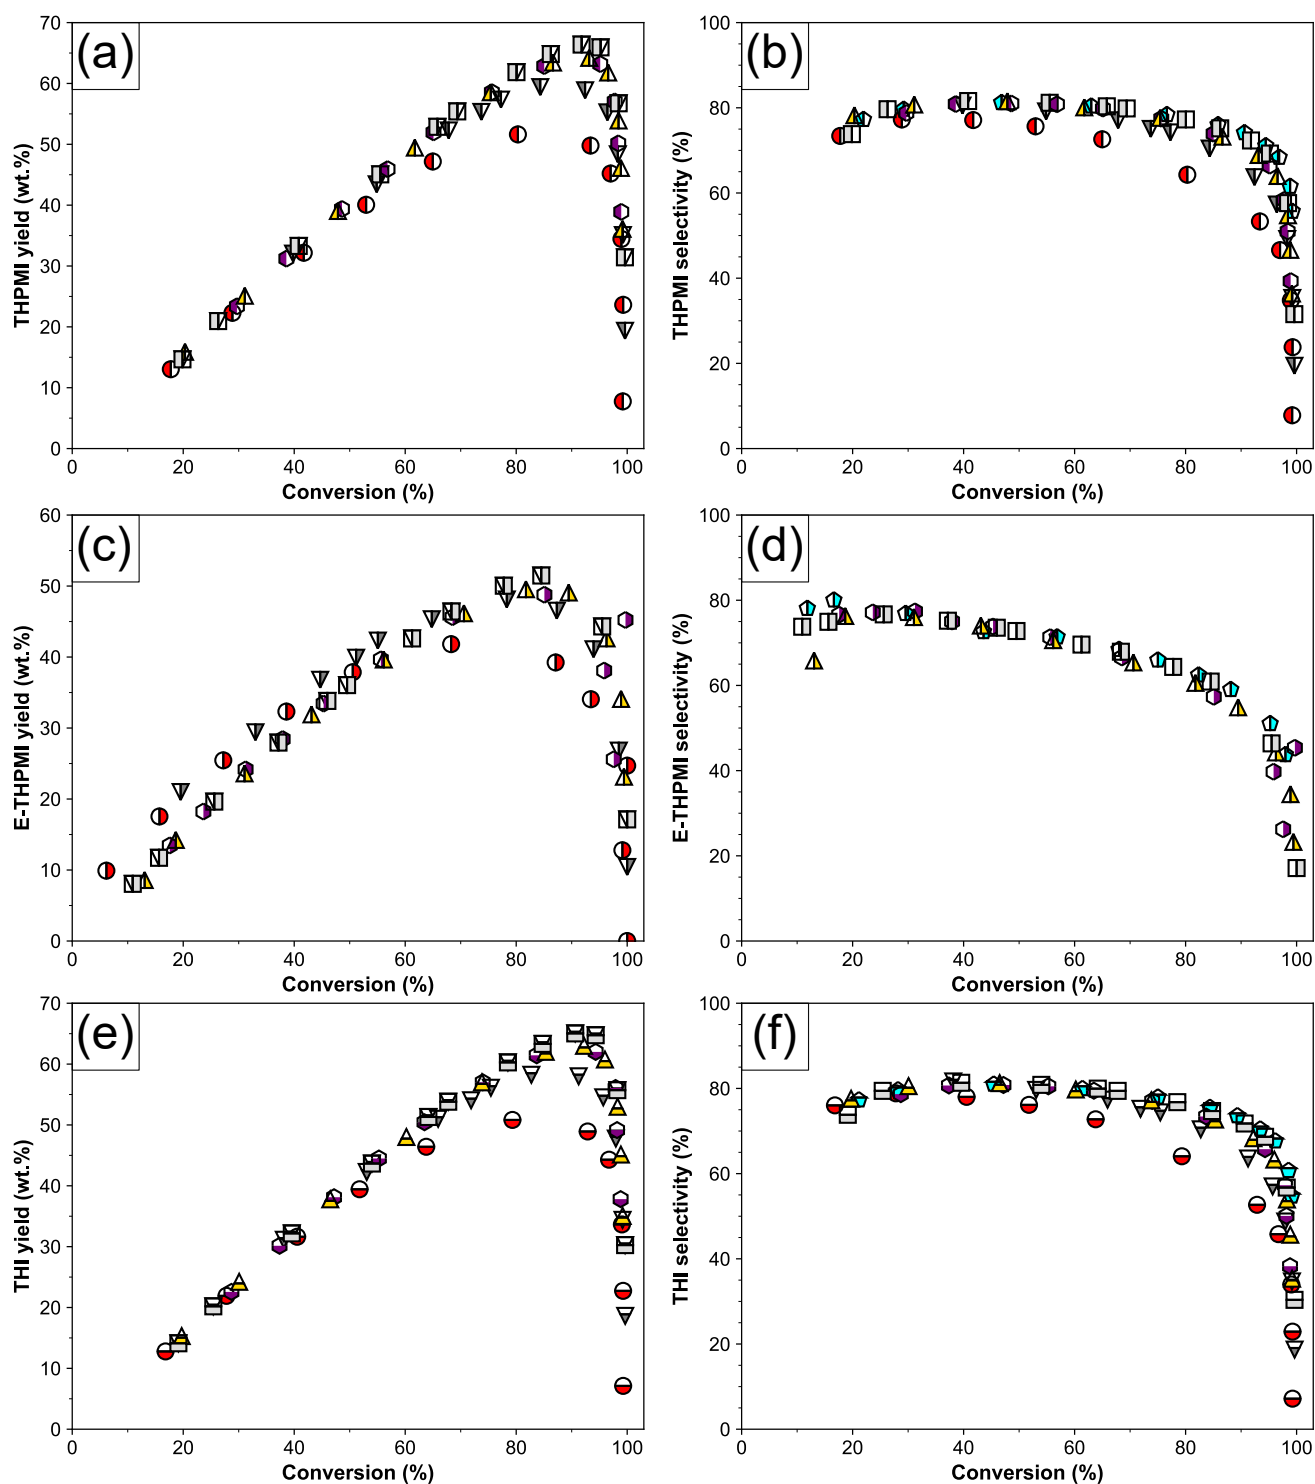 (a)
THPMI yield (wt.%)
70
60
50
40
30
20
10
0
0 20 40 60 80 100
Conversion (%)
(b)
THPMI selectivity (%)
100
80
60
40
20
0
0 20 40 60 80 100
Conversion (%)
(c)
E-THPMI yield (wt.%)
60
50
40
30
20
10
0
0 20 40 60 80 100
Conversion (%)
(d)
E-THPMI selectivity (%)
100
80
60
40
20
0
0 20 40 60 80 100
Conversion (%)
(e)
THI yield (wt.%)
70
60
50
40
30
20
10
0
0 20 40 60 80 100
Conversion (%)
(f)
THI selectivity (%)
100
80
60
40
20
0
0 20 40 60 80 100
Conversion (%)